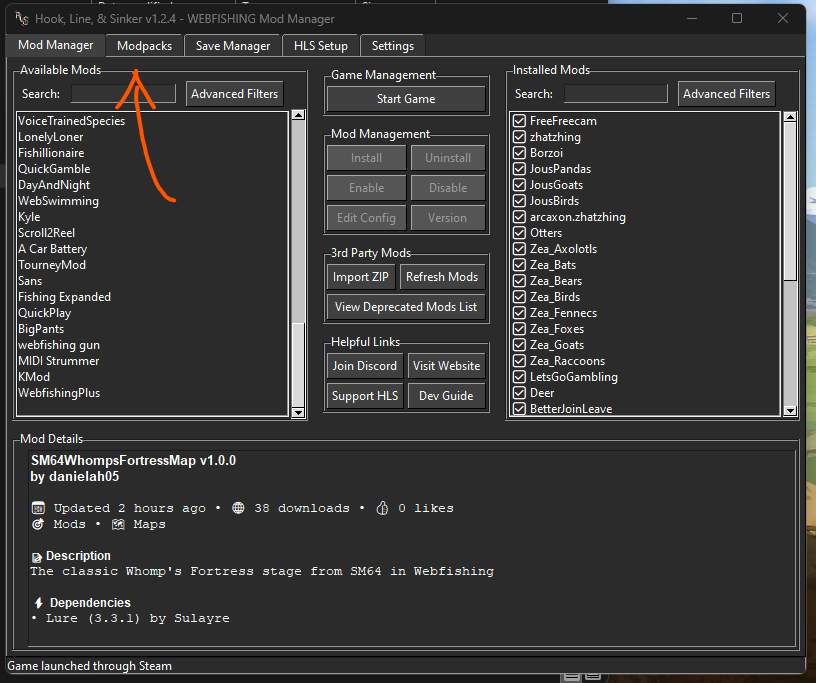 Hook, Line, & Sinker v1.2.4 - WEBFISHING Mod Manager
Mod Manager Modpacks Save Manager HLS Setup Settings
Available Mods
Search: Advanced Filters
VoiceTrainedSpecies
LonelyLoner
Fishillionaire
QuickGamble
DayAndNight
WebSwimming
Kyle
Scroll2Reel
A Car Battery
TourneyMod
Sans
Fishing Expanded
QuickPlay
BigPants
webfishing gun
MIDI Strummer
KMod
WebfishingPlus
Game Management
Start Game
Mod Management
Install Uninstall
Enable Disable
Edit Config Version
3rd Party Mods
Import ZIP Refresh Mods
View Deprecated Mods List
Helpful Links
Join Discord Visit Website
Support HLS Dev Guide
Installed Mods
Search: Advanced Filters
FreeFreecam
zhatzhing
Borzoi
JousPandas
JousGoats
JousBirds
arcaxon.zhatzhing
Otters
Zea_Axolotls
Zea_Bats
Zea_Bears
Zea_Birds
Zea_Fennecs
Zea_Foxes
Zea_Goats
Zea_Raccoons
LetsGoGambling
Deer
BetterJoinLeave
Mod Details
SM64WhompsFortressMap v1.0.0
by danielah05
Updated 2 hours ago • 38 downloads • 0 likes
Mods • Maps
Description
The classic Whomp's Fortress stage from SM64 in Webfishing
Dependencies
• Lure (3.3.1) by Sulayre
Game launched through Steam